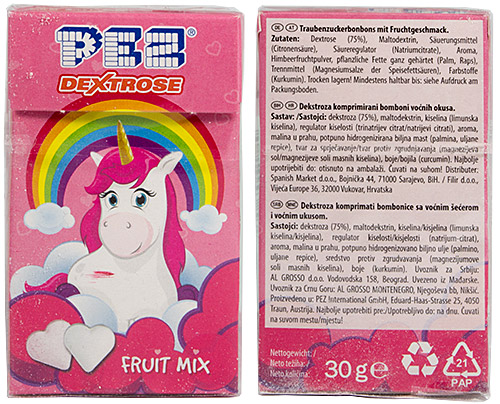 PEZ®
DEXTROSE
FRUIT MIX
DE AT Traubenzuckerbonbons mit Fruchtgeschmack.
Zutaten: Dextrose (75%), Maltodextrin, Säuerungsmittel
(Citronensäure), Säureregulator (Natriumcitrate), Aroma,
Himbeerfruchtpulver, pflanzliche Fette ganz gehärtet (Palm, Raps),
Trennmittel (Magnesiumsalze der Speisefettsäuren), Farbstoffe
(Kurkumin). Trocken lagern! Mindestens haltbar bis: siehe Aufdruck am
Packungsboden.
BIH HR Dekstroza komprimirani bomboni voćnih okusa.
Sastav: /Sastojci: dekstroza (75%), maltodekstrin, kiselina (limunska
kiselina), regulator kiselosti (trinatrijev citrat/natrijevi citrati), aroma,
malina u prahu, potpuno hidrogenizirana biljna mast (palmina, uljane
repice), tvar za sprječavanje/tvar protiv zgrudnjavanja (magnezijeva
sol/magnezijeve soli masnih kiselina), boje/bojila (curcumin). Najbolje
upotrijebiti do: otisnuto na ambalaži. Čuvati na suhom! Distributer:
Spanish Market d.o.o., Bojnička 44, 71000 Sarajevo, BiH. / Filir d.o.o.,
Vijeća Europe 36, 32000 Vukovar, Hrvatska
Dekstroza komprimovani bombonice sa voćnim šećerom
i voćnim ukusom.
Sastojci: dekstroza (75%), maltodekstrin, kiselina (limunska
kiselina/kisjelina), regulator kiselosti/kisjelosti (natrijum-citrat),
aroma, malina u prahu, potpuno hidrogenizovano biljno ulje (palmino,
uljane repice), sredstvo protiv zgrudvavanja (magnezijumove
soli masnih kiselina), boje (kurkumin). Uvoznik za Srbiju:
AL GROSSO d.o.o. Vodovodska 158, Beograd. Uvezeno iz Mađarske.
Uvoznik za Crnu Goru: AL GROSSO MONTENEGRO, Njegoševa bb, Nikšić.
Proizvedeno u: PEZ International GmbH, Eduard-Haas-Strasse 25, 4050
Traun, Austrija. Najbolje upotrebiti pre:/Upotrebljivo do: na dnu. Čuvati
na suvom mestu/mjestu!
Nettogewicht: /
Neto težina: /
Neto količina:
30 g e
21
PAP